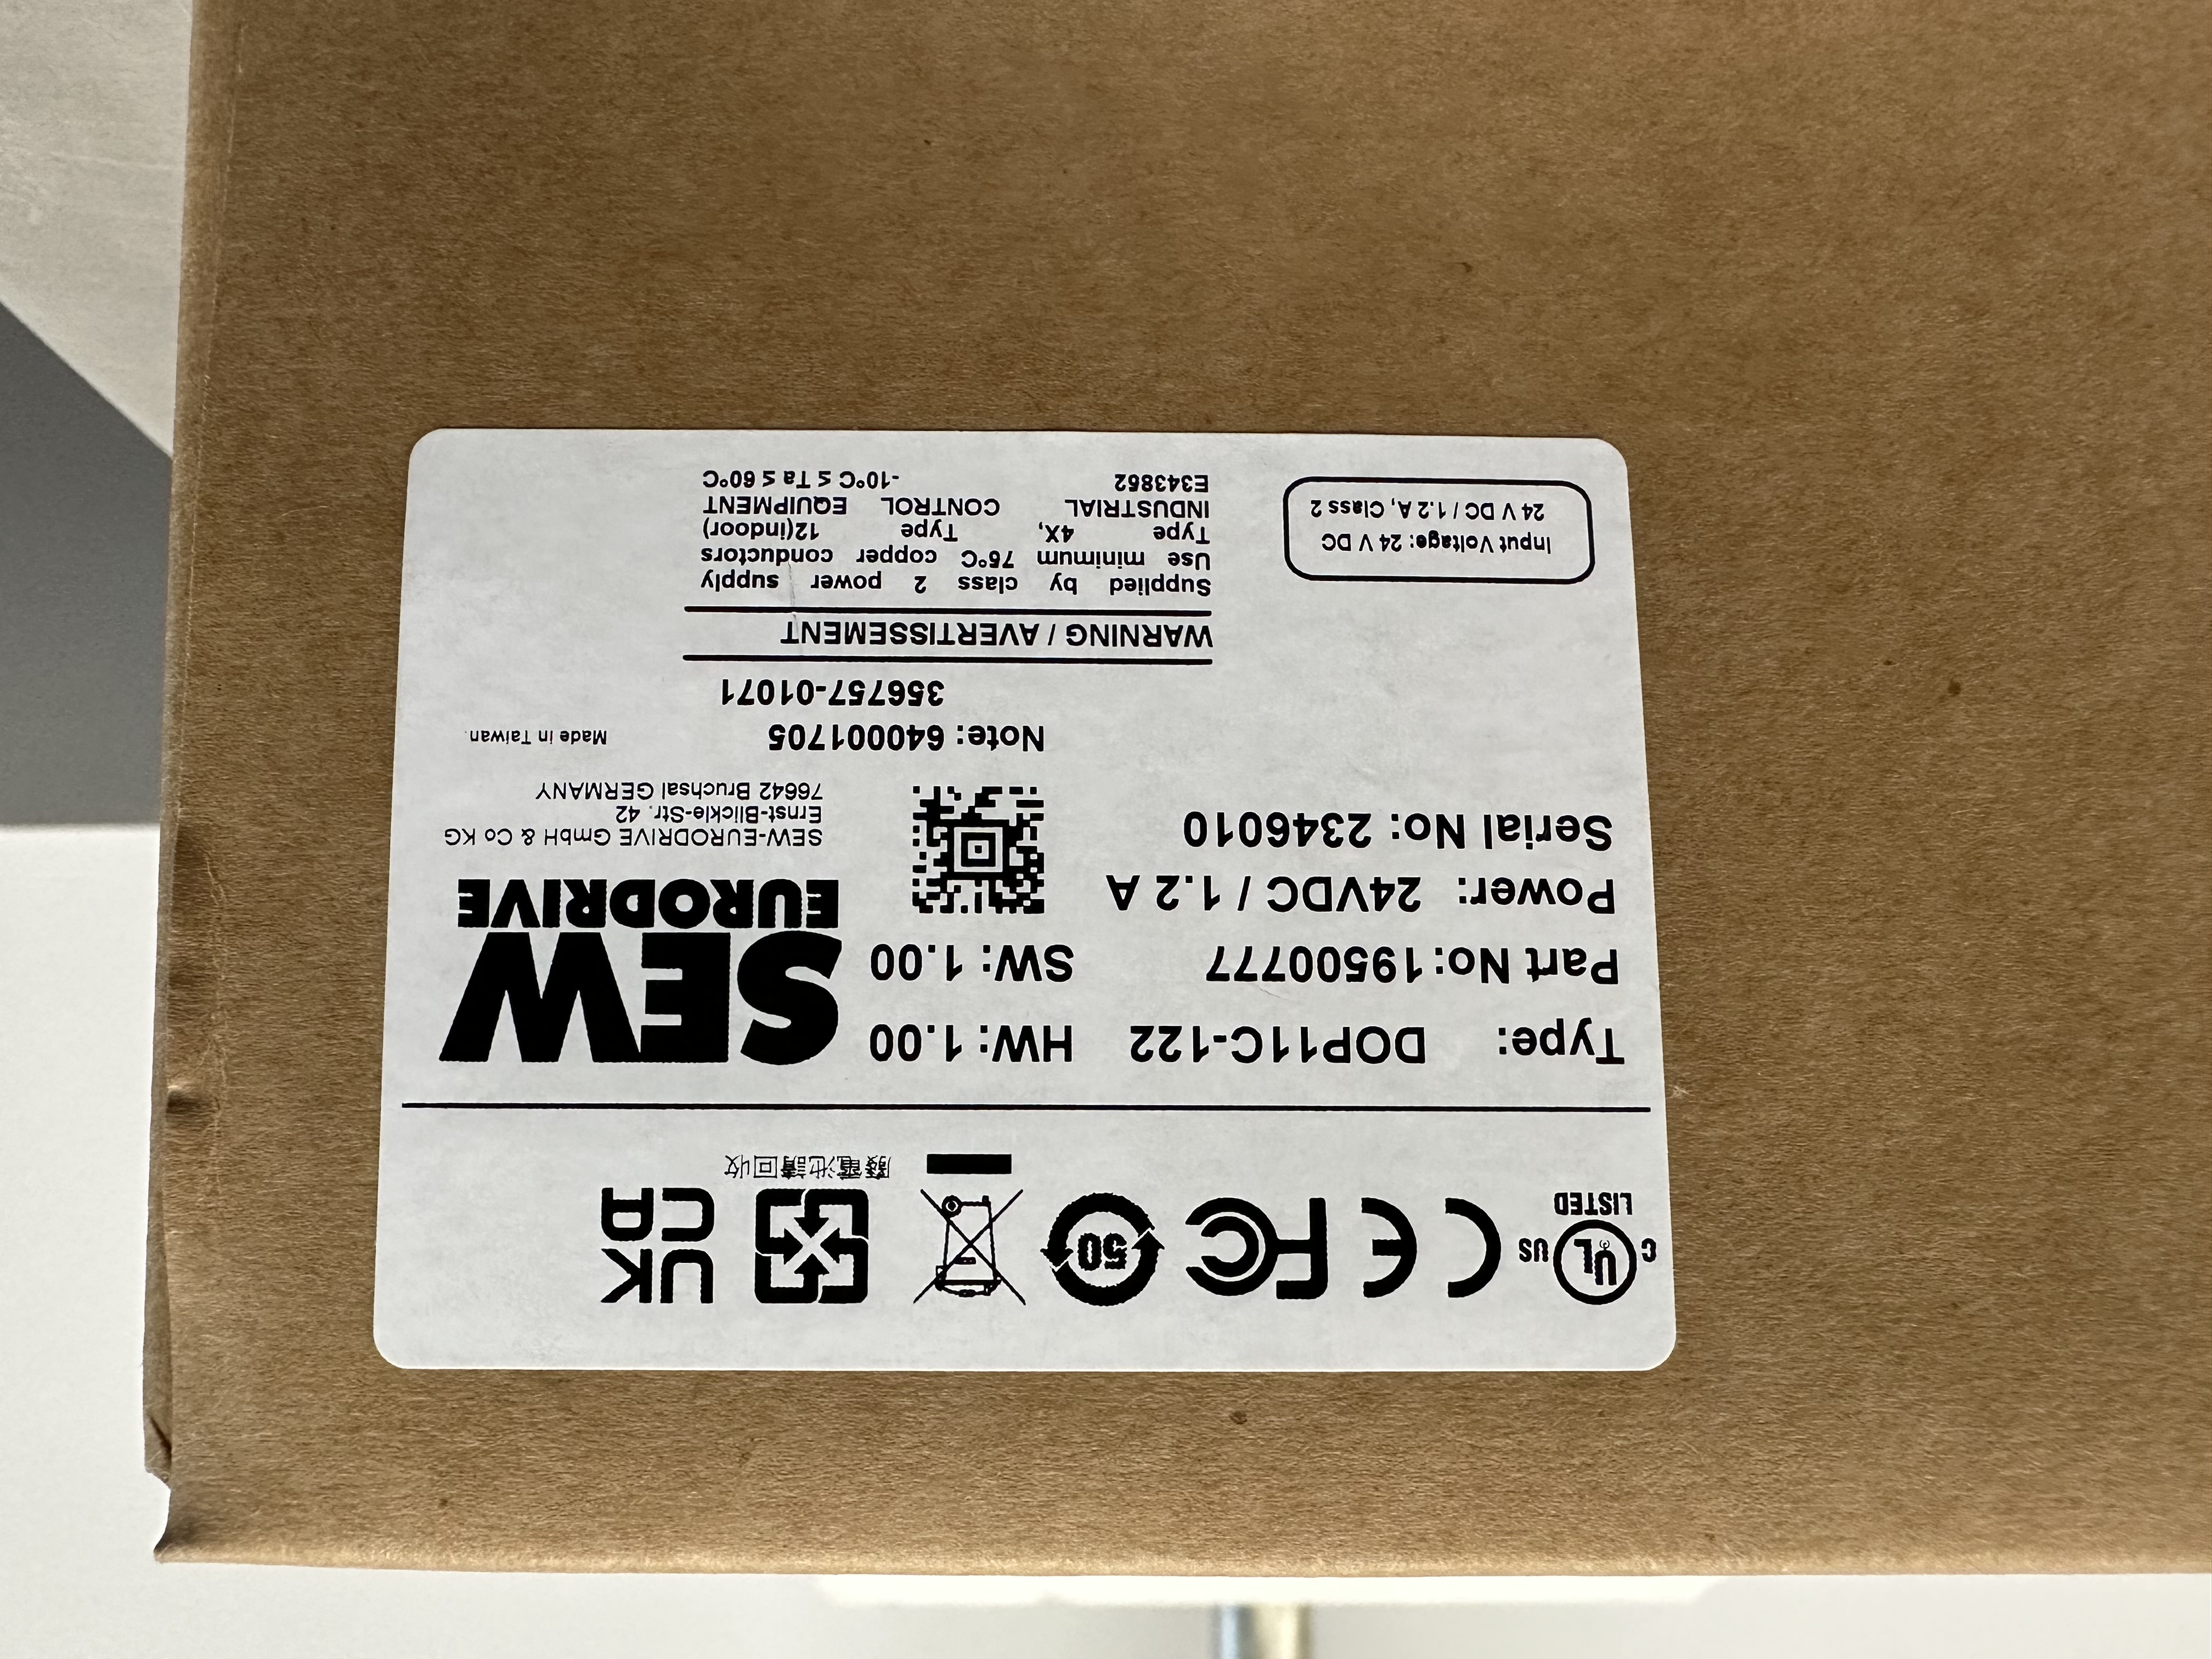 C UL US
LISTED
CE
FC
50
UK
CA
廢電池請回收
Type: DOP11C-122 HW: 1.00
Part No: 19500777 SW: 1.00
Power: 24VDC / 1.2 A
Serial No: 2346010
SEW
EURODRIVE
SEW-EURODRIVE GmbH & Co KG
Ernst-Blickle-Str. 42
76642 Bruchsal GERMANY
Note: 640001705
356757-01071
Made in Taiwan.
WARNING / AVERTISSEMENT
Supplied by class 2 power supply
Use minimum 75°C copper conductors
Type 4X, Type 12(indoor)
INDUSTRIAL CONTROL EQUIPMENT
E343852 -10°C ≤ Ta ≤ 60°C
Input Voltage: 24 V DC
24 V DC / 1.2 A, Class 2